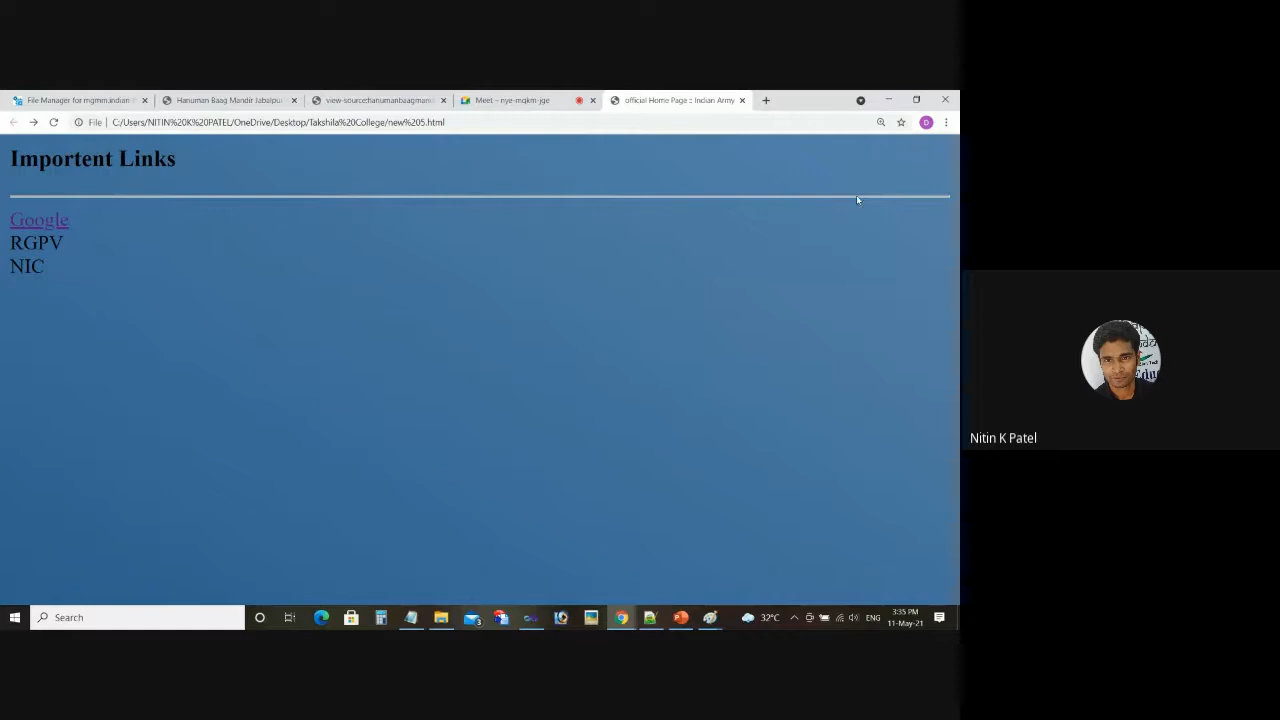 File Manager for mgmm.indian-
Hanuman Baag Mandir Jabalpur
view-source:hanumanbaagmand
Meet – nye-mqkm-jge
official Home Page :: Indian Army
File
C:/Users/NITIN%20K%20PATEL/OneDrive/Desktop/Takshila%20College/new%205.html
D
Importent Links
Google
RGPV
NIC
Nitin K Patel
Search
3
32°C
ENG
3:35 PM
11-May-21